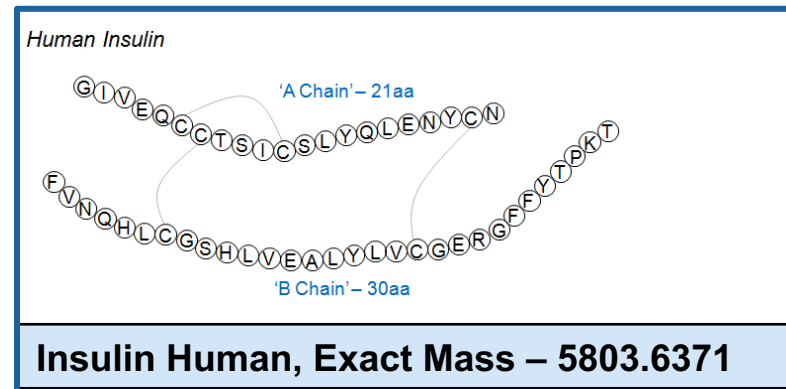 Human Insulin
'A Chain' – 21aa
GIVEQCCTSICSLYQLENYCN
FVNQHLCGSHLVEALYLVCGERGFFYTPKT
'B Chain' – 30aa
Insulin Human, Exact Mass – 5803.6371